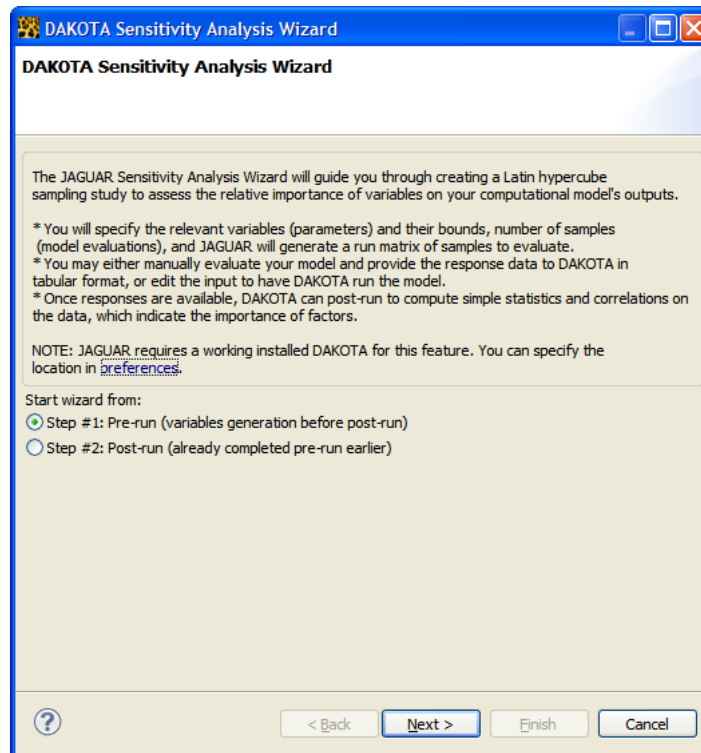 DAKOTA Sensitivity Analysis Wizard
DAKOTA Sensitivity Analysis Wizard
The JAGUAR Sensitivity Analysis Wizard will guide you through creating a Latin hypercube
sampling study to assess the relative importance of variables on your computational model's outputs.
* You will specify the relevant variables (parameters) and their bounds, number of samples
(model evaluations), and JAGUAR will generate a run matrix of samples to evaluate.
* You may either manually evaluate your model and provide the response data to DAKOTA in
tabular format, or edit the input to have DAKOTA run the model.
* Once responses are available, DAKOTA can post-run to compute simple statistics and correlations on
the data, which indicate the importance of factors.
NOTE: JAGUAR requires a working installed DAKOTA for this feature. You can specify the
location in preferences.
Start wizard from:
Step #1: Pre-run (variables generation before post-run)
Step #2: Post-run (already completed pre-run earlier)
? < Back Next > Finish Cancel